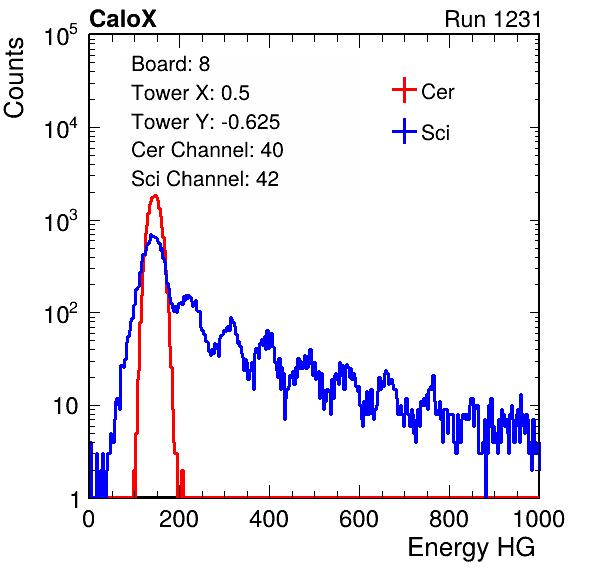 CaloX
Run 1231
Board: 8
Tower X: 0.5
Tower Y: -0.625
Cer Channel: 40
Sci Channel: 42
Cer
Sci
Counts
10^5
10^4
10^3
10^2
10
1
0 200 400 600 800 1000
Energy HG